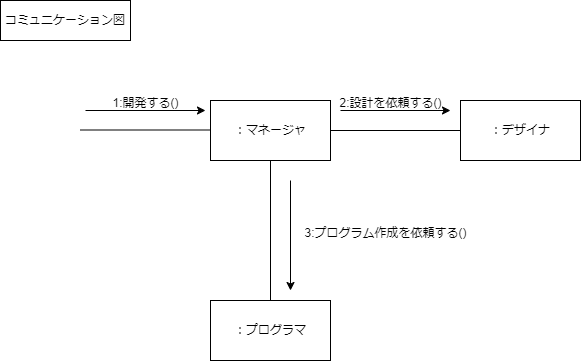 コミュニケーション図
1:開発する()
2:設計を依頼する()
：マネージャ
：デザイナ
3:プログラム作成を依頼する()
：プログラマ